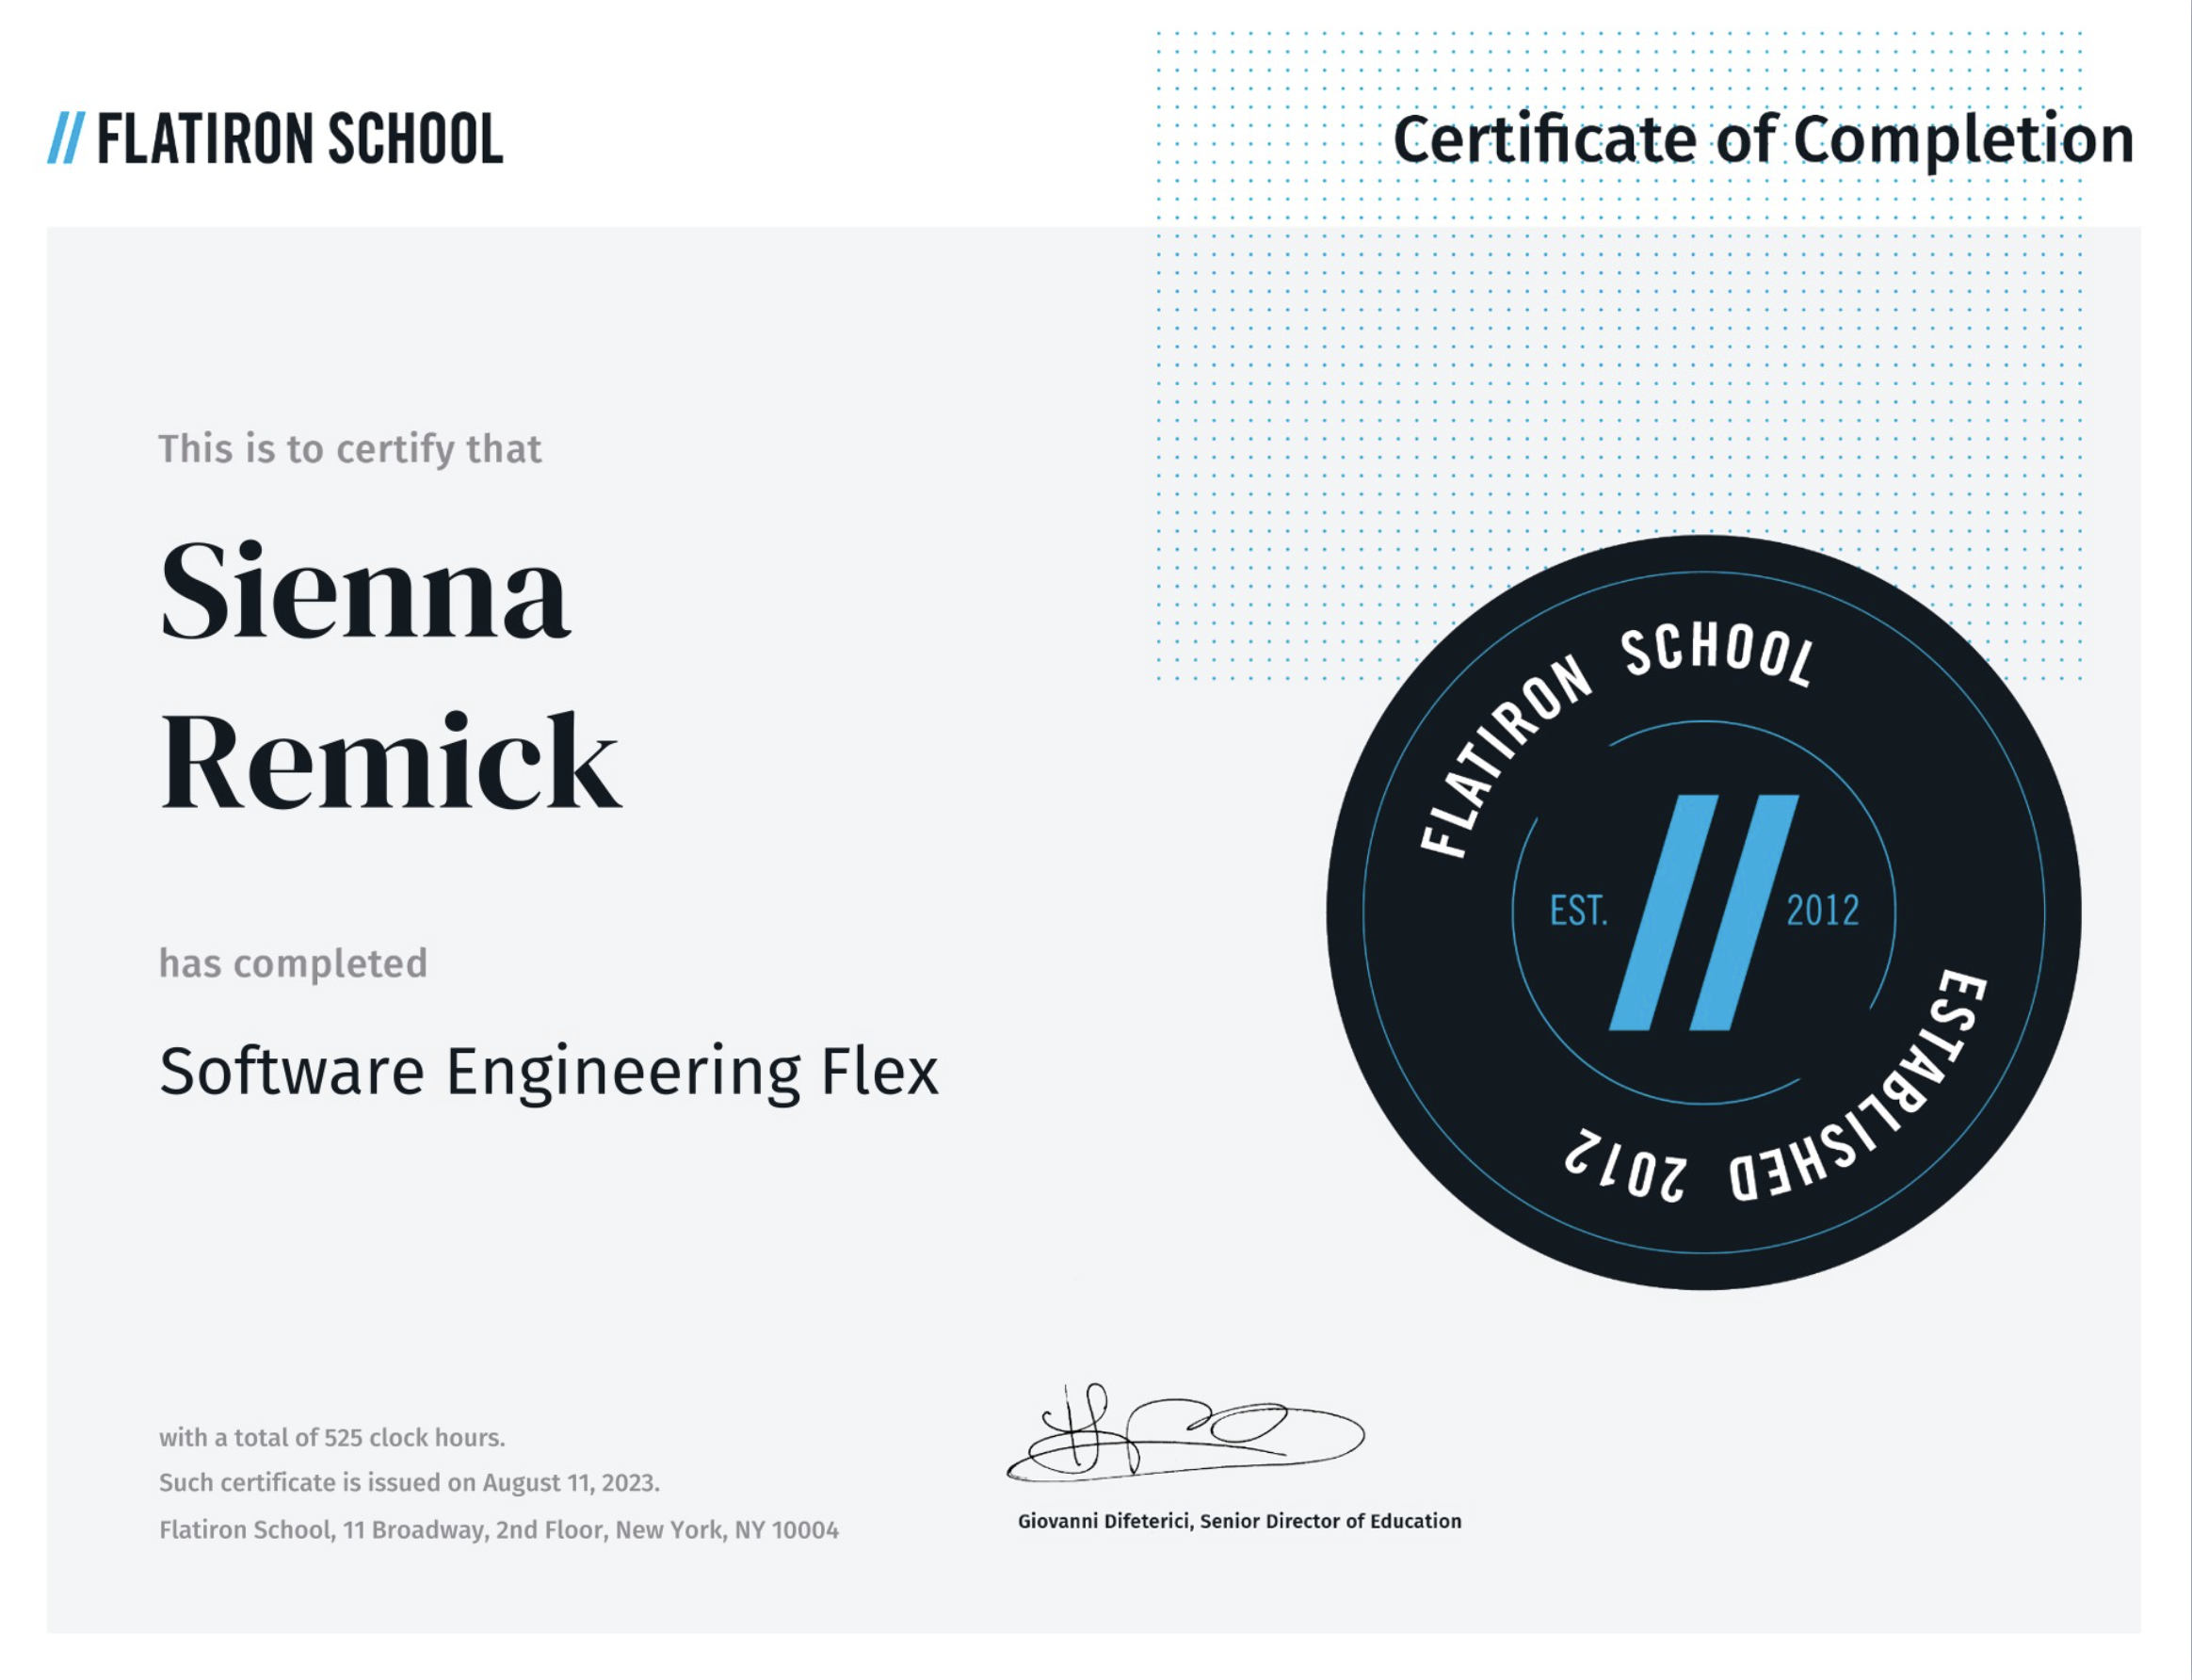 // FLATIRON SCHOOL
Certificate of Completion
This is to certify that
Sienna
Remick
has completed
Software Engineering Flex
FLATIRON SCHOOL
EST. // 2012
ESTABLISHED 2012
with a total of 525 clock hours.
Such certificate is issued on August 11, 2023.
Flatiron School, 11 Broadway, 2nd Floor, New York, NY 10004
Giovanni Difeterici, Senior Director of Education